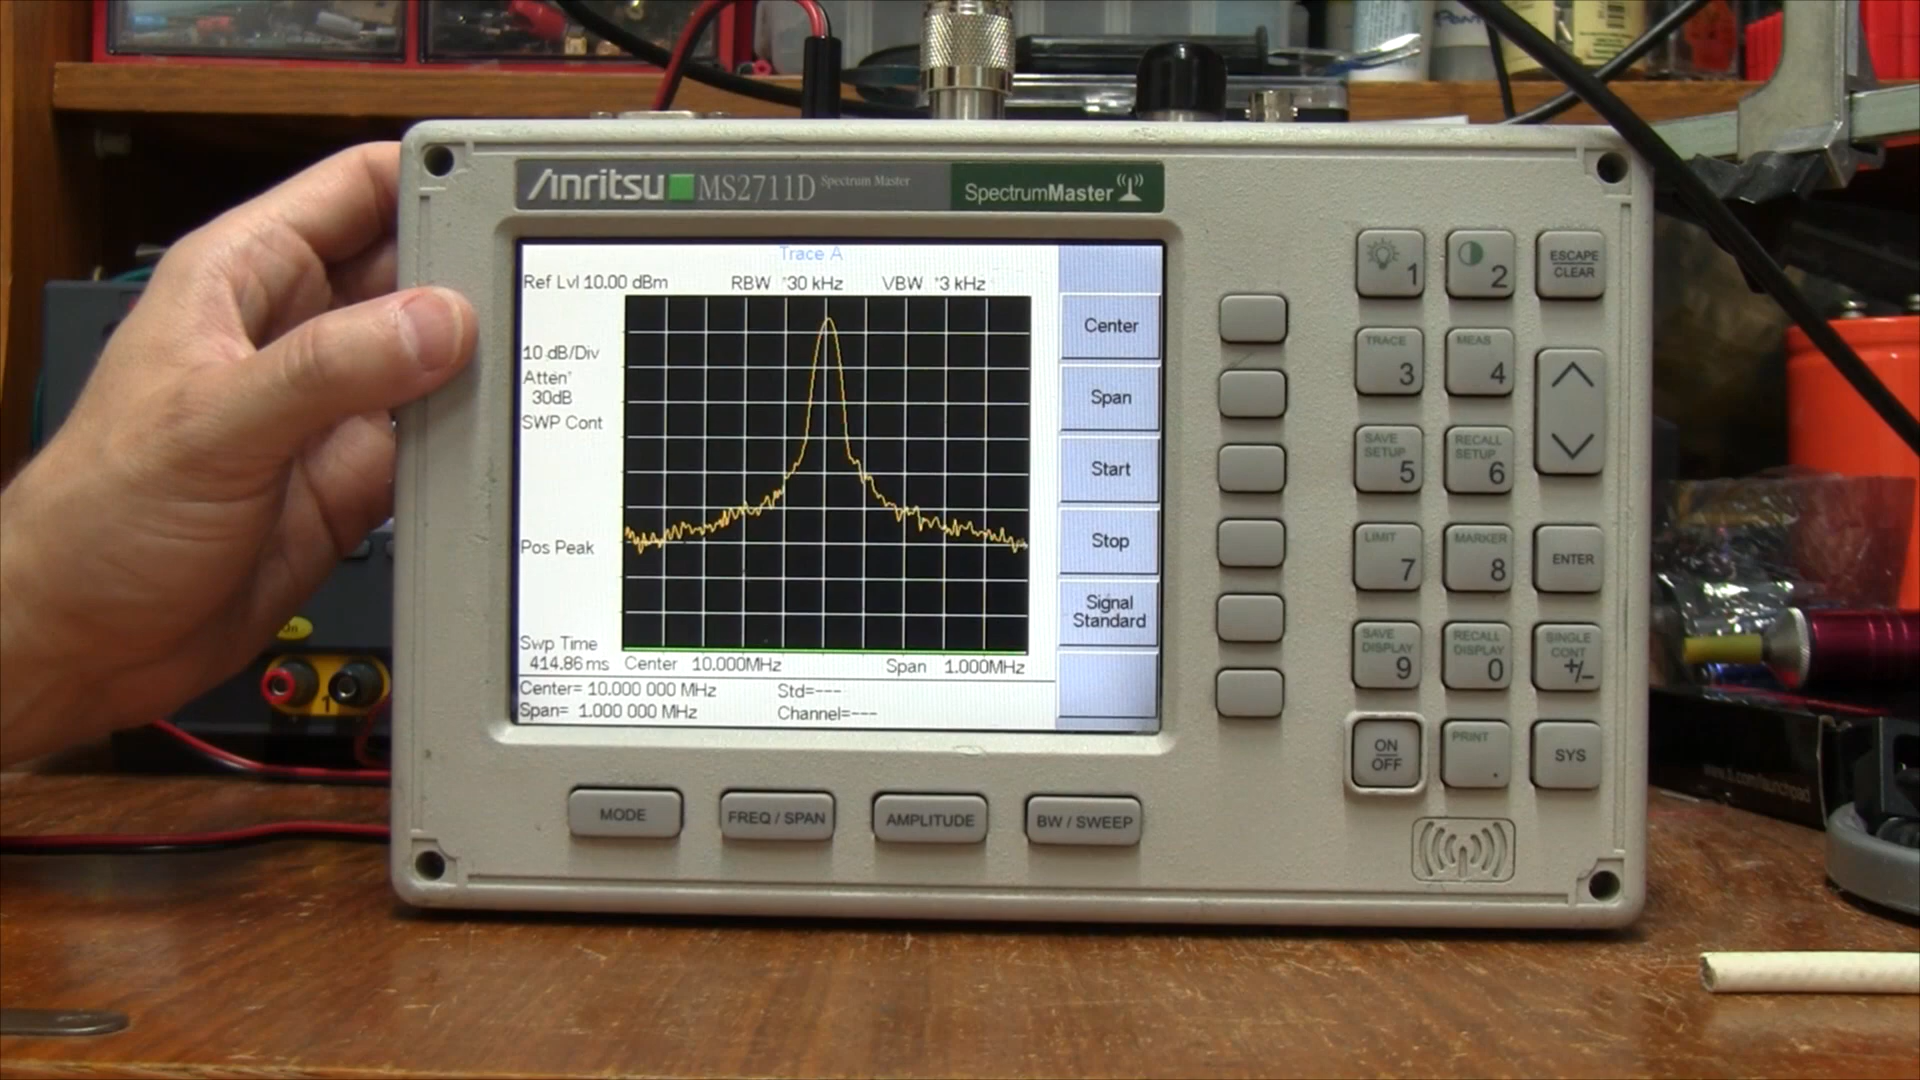 Anritsu MS2711D Spectrum Master SpectrumMaster
Trace A
Ref Lvl 10.00 dBm RBW *30 kHz VBW *3 kHz
10 dB/Div
Atten*
30dB
SWP Cont
Pos Peak
Swp Time
414.86 ms Center 10.000MHz Span 1.000MHz
Center= 10.000 000 MHz Std=---
Span= 1.000 000 MHz Channel=---
Center
Span
Start
Stop
Signal
Standard
1
2
ESCAPE
CLEAR
TRACE
3
MEAS
4
SAVE
SETUP
5
RECALL
SETUP
6
LIMIT
7
MARKER
8
ENTER
SAVE
DISPLAY
9
RECALL
DISPLAY
0
SINGLE
CONT
+/-
ON
OFF
PRINT
.
SYS
MODE
FREQ / SPAN
AMPLITUDE
BW / SWEEP
On
1